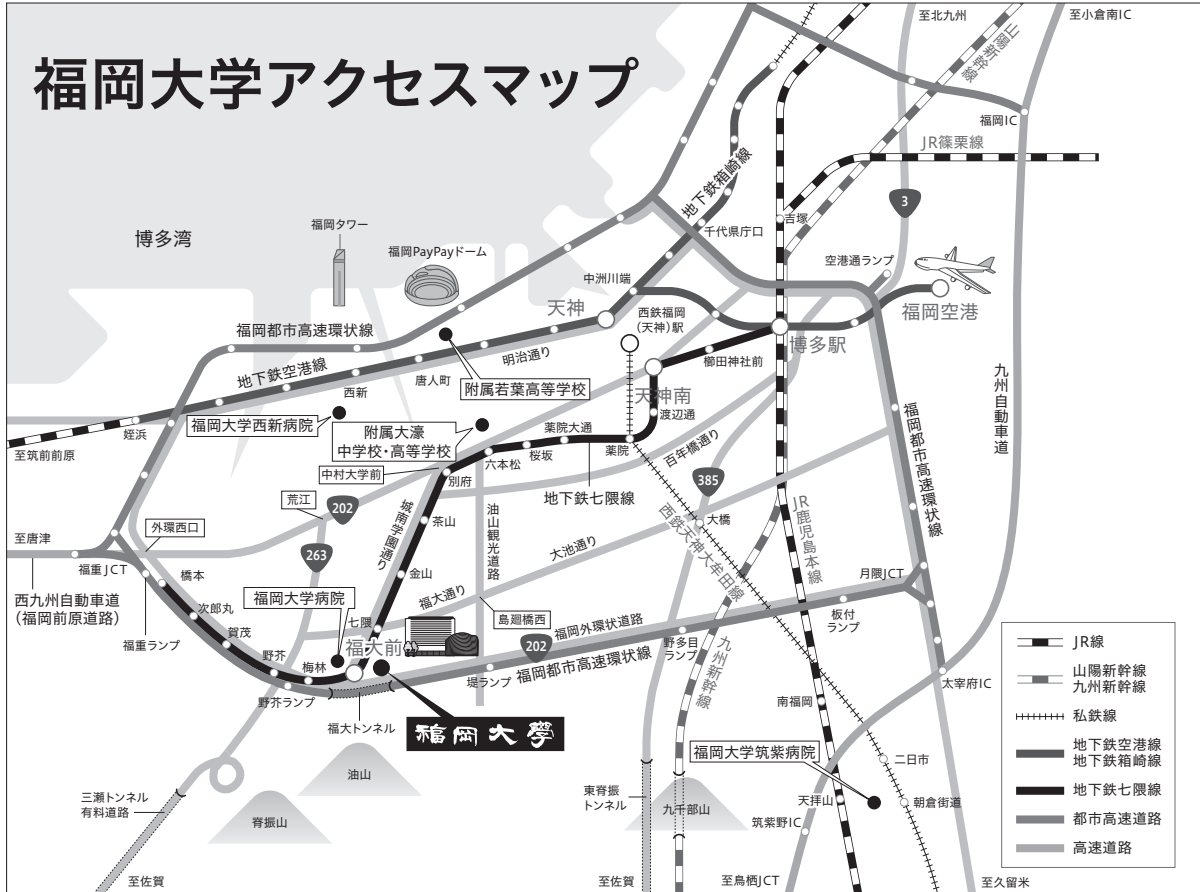 福岡大学アクセスマップ
至北九州
至小倉南IC
山陽新幹線
福岡IC
JR篠栗線
地下鉄箱崎線
3
吉塚
千代県庁口
博多湾
福岡タワー
福岡PayPayドーム
空港通ランプ
中洲川端
天神
西鉄福岡
(天神)駅
福岡空港
博多駅
福岡都市高速環状線
明治通り
櫛田神社前
地下鉄空港線
西新
唐人町
附属若葉高等学校
天神南
渡辺通
九州自動車道
福岡都市高速環状線
姪浜
福岡大学西新病院
附属大濠
中学校・高等学校
薬院大通
薬院
至筑前前原
中村大学前
六本松
桜坂
別府
百年橋通り
地下鉄七隈線
385
荒江
202
城南学園通り
茶山
油山観光道路
大橋
JR鹿児島本線
外環西口
263
大池通り
西鉄天神大牟田線
至唐津
福重JCT
橋本
金山
月隈JCT
西九州自動車道
(福岡前原道路)
福岡大学病院
福大通り
次郎丸
七隈
島廻橋西
福岡外環状道路
板付
ランプ
福重ランプ
賀茂
福大前
202
野多目
ランプ
九州新幹線
野芥
梅林
堤ランプ
福岡都市高速環状線
太宰府IC
野芥ランプ
福大トンネル
福岡大學
南福岡
福岡大学筑紫病院
油山
二日市
三瀬トンネル
有料道路
東脊振
トンネル
九千部山
天拝山
朝倉街道
脊振山
筑紫野IC
至佐賀
至佐賀
至鳥栖JCT
至久留米
JR線
山陽新幹線
九州新幹線
私鉄線
地下鉄空港線
地下鉄箱崎線
地下鉄七隈線
都市高速道路
高速道路